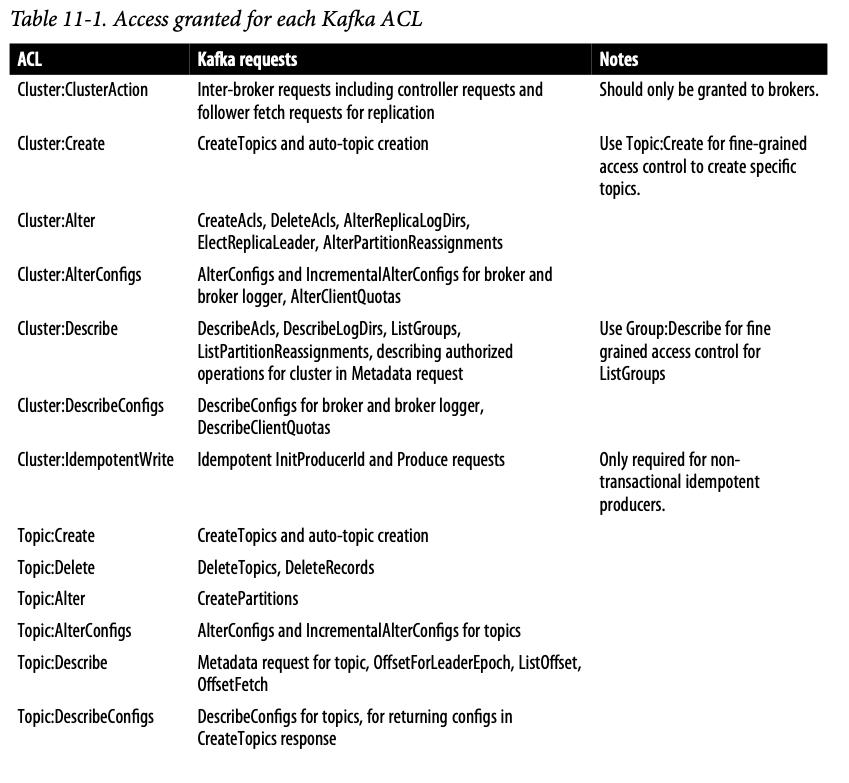 Table 11-1. Access granted for each Kafka ACL
ACL Kafka requests Notes
Cluster:ClusterAction Inter-broker requests including controller requests and Should only be granted to brokers.
follower fetch requests for replication
Cluster:Create CreateTopics and auto-topic creation Use Topic:Create for fine-grained
access control to create specific
topics.
Cluster:Alter CreateAcls, DeleteAcls, AlterReplicaLogDirs,
ElectReplicaLeader, AlterPartitionReassignments
Cluster:AlterConfigs AlterConfigs and IncrementalAlterConfigs for broker and
broker logger, AlterClientQuotas
Cluster:Describe DescribeAcls, DescribeLogDirs, ListGroups, Use Group:Describe for fine
ListPartitionReassignments, describing authorized grained access control for
operations for cluster in Metadata request ListGroups
Cluster:DescribeConfigs DescribeConfigs for broker and broker logger,
DescribeClientQuotas
Cluster:IdempotentWrite Idempotent InitProducerId and Produce requests Only required for non-
transactional idempotent
producers.
Topic:Create CreateTopics and auto-topic creation
Topic:Delete DeleteTopics, DeleteRecords
Topic:Alter CreatePartitions
Topic:AlterConfigs AlterConfigs and IncrementalAlterConfigs for topics
Topic:Describe Metadata request for topic, OffsetForLeaderEpoch, ListOffset,
OffsetFetch
Topic:DescribeConfigs DescribeConfigs for topics, for returning configs in
CreateTopics response